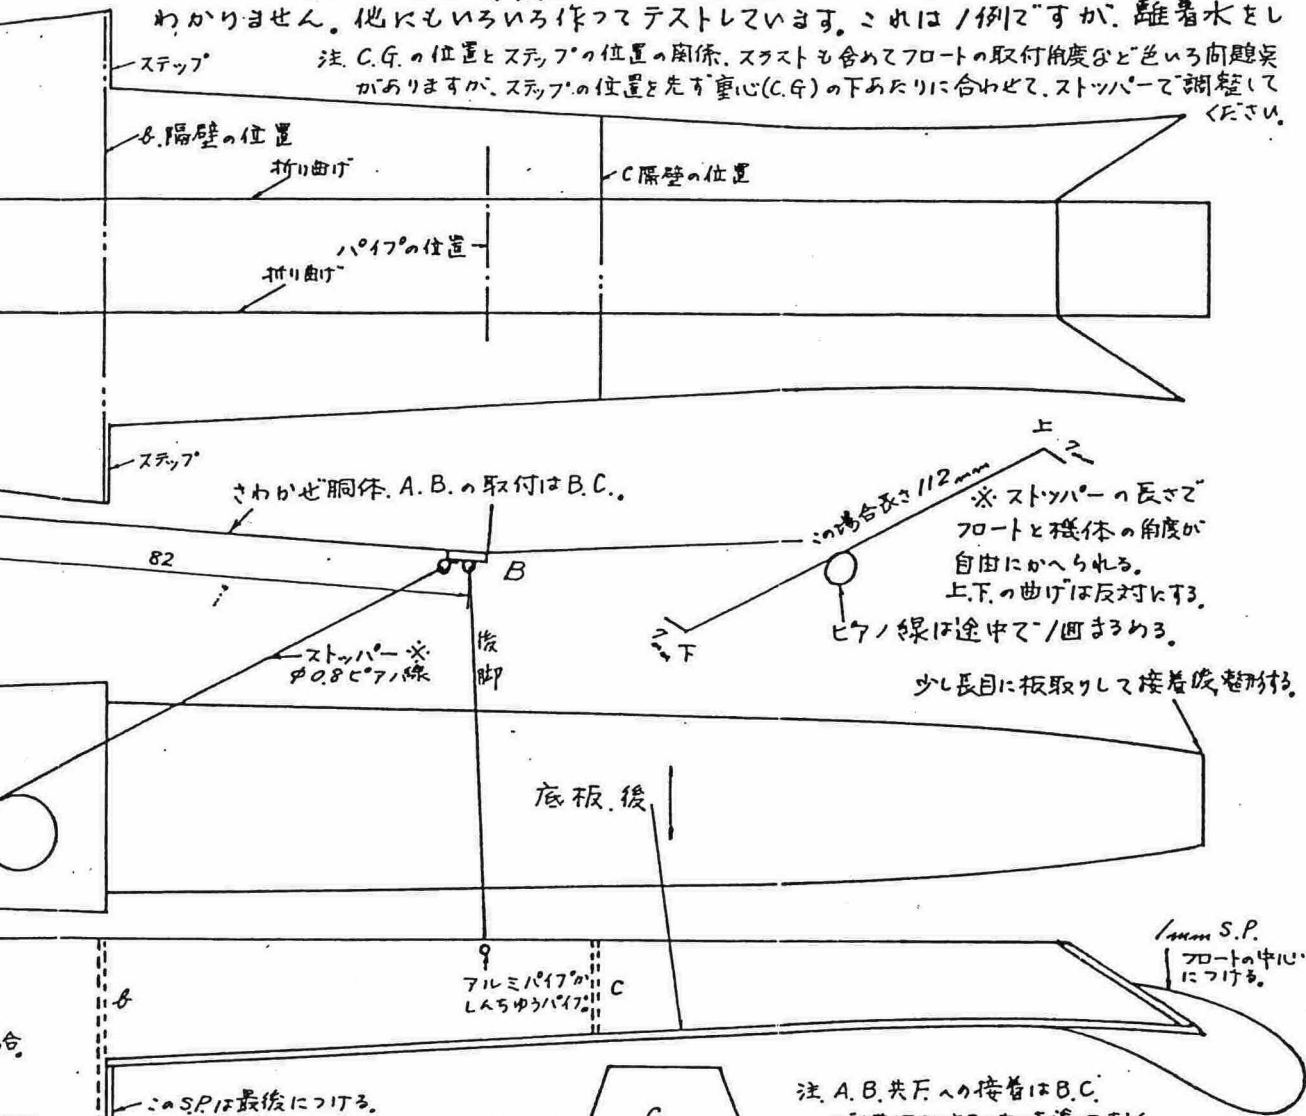 わかりません。他にもいろいろ作ってテストしています。これは1例ですが、離着水をし
注. C.G.の位置とステップの位置の関係、スラストも含めてフロートの取付角度など色いろ問題点
がありますが、ステップの位置を先ず重心(C.G)の下あたりに合わせて、ストッパーで調整して
ください。
ステップ
b.隔壁の位置
折り曲げ
C隔壁の位置
パイプの位置
折り曲げ
ステップ
さわかぜ胴体. A.B.の取付はB.C.。
82
B
ストッパー※
φ0.8ピアノ線
後脚
上
この場合長さ112mm
下
※ ストッパーの長さで
フロートと機体の角度が
自由にかへられる。
上.下.の曲げは反対にする.
ピアノ線は途中で1回まるめる。
少し長目に板取りして接着後,整形する.
底板.後
1mm S.P.
フロートの中心
につける。
b
アルミパイプか
しんちゆうパイプ.
C
合.
このS.P.は最後につける.
C
注. A.B.共F.への接着はB.C.